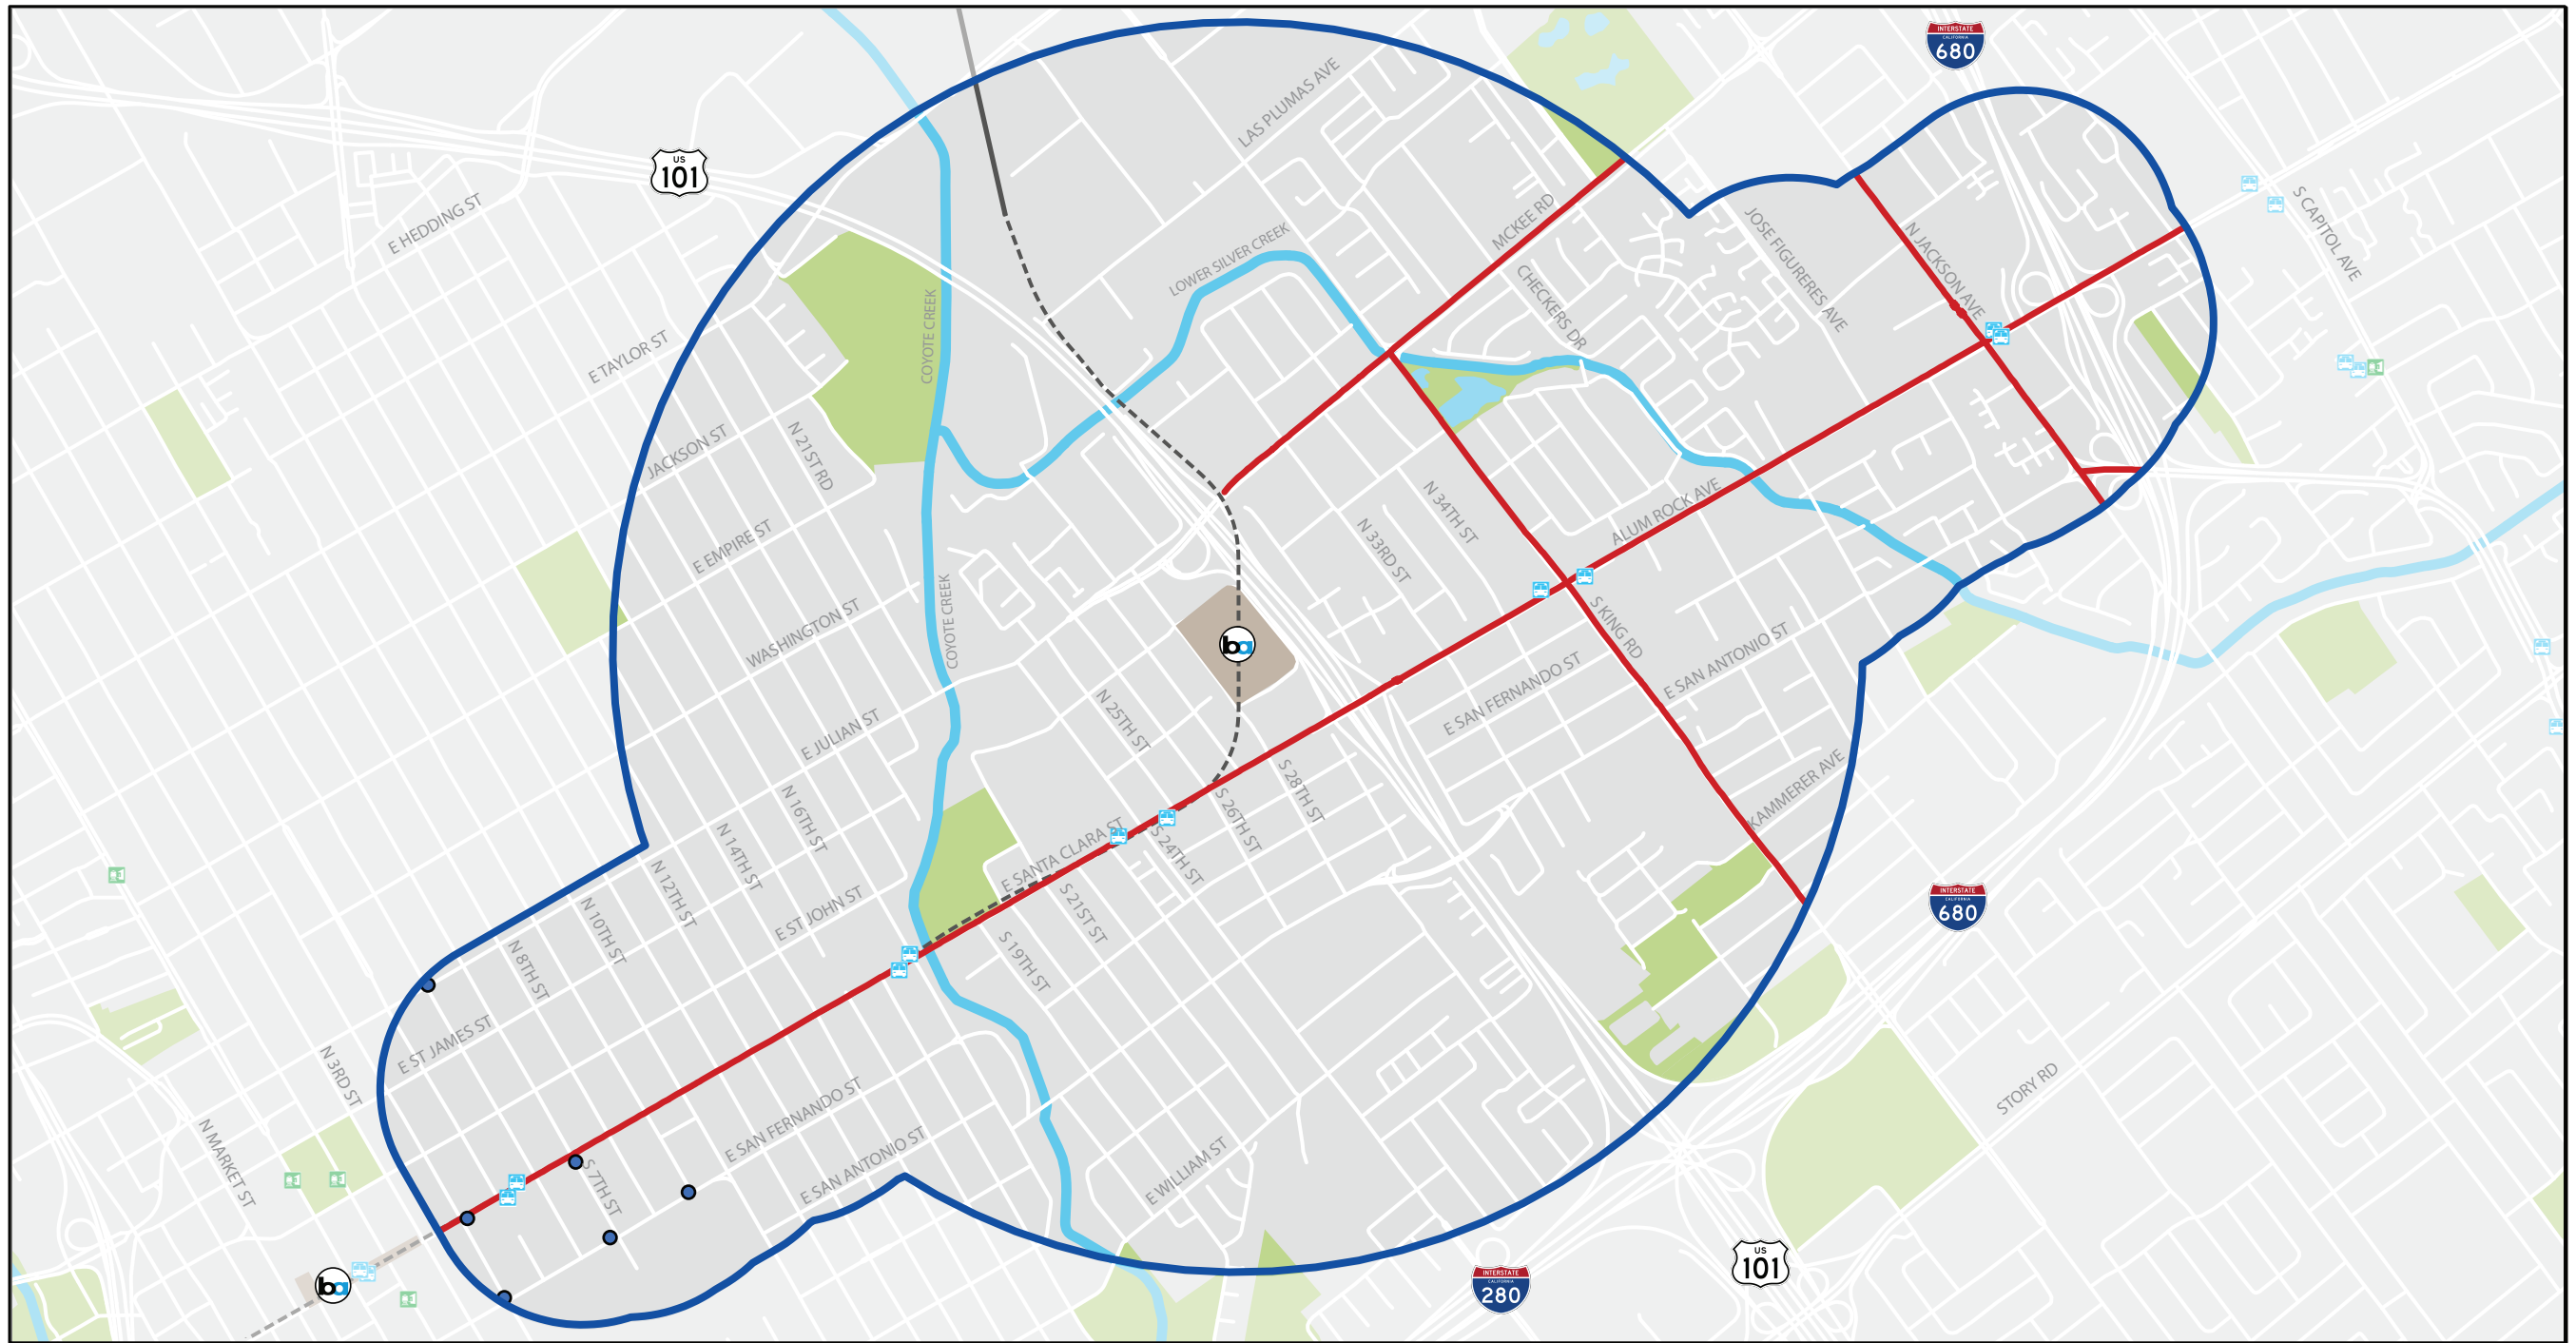 INTERSTATE
CALIFORNIA
680
LAS PLUMAS AVE
US
101
E HEDDING ST
S CAPITOL AVE
MCKEE RD
JOSE FIGUERES AVE
N JACKSON AVE
LOWER SILVER CREEK
CHECKERS DR
COYOTE CREEK
E TAYLOR ST
JACKSON ST
N 21ST RD
N 34TH ST
ALUM ROCK AVE
N 33RD ST
E EMPIRE ST
COYOTE CREEK
WASHINGTON ST
S KING RD
E SAN ANTONIO ST
ba
E SAN FERNANDO ST
N 25TH ST
E JULIAN ST
KAMMERER AVE
S 28TH ST
S 26TH ST
N 16TH ST
N 14TH ST
E SANTA CLARA ST
S 24TH ST
N 12TH ST
S 21ST ST
E ST JOHN ST
INTERSTATE
CALIFORNIA
680
N 10TH ST
N 8TH ST
S 19TH ST
E ST JAMES ST
N 3RD ST
STORY RD
E SAN FERNANDO ST
N MARKET ST
E SAN ANTONIO ST
E WILLIAM ST
S 7TH ST
US
101
ba
INTERSTATE
CALIFORNIA
280